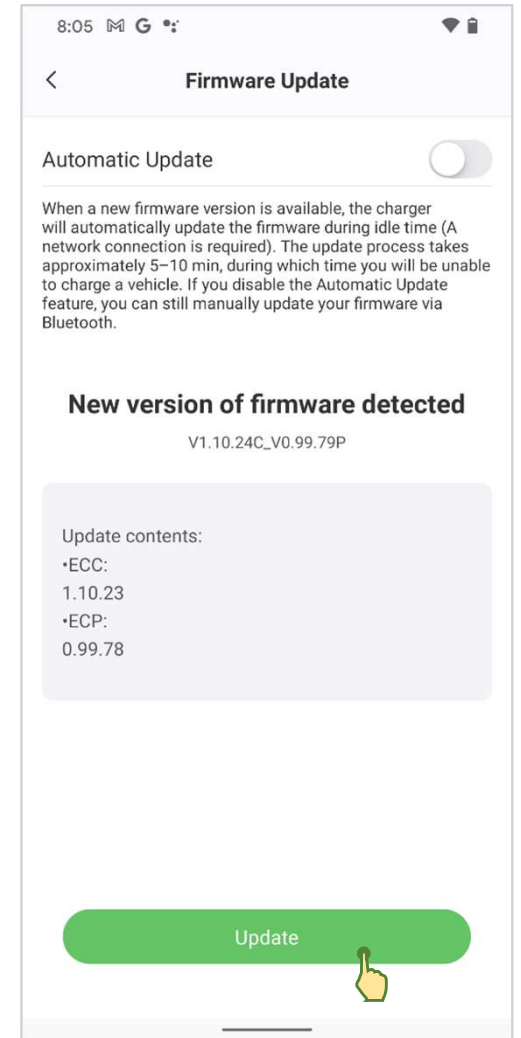 8:05 M G
Firmware Update
Automatic Update
When a new firmware version is available, the charger
will automatically update the firmware during idle time (A
network connection is required). The update process takes
approximately 5–10 min, during which time you will be unable
to charge a vehicle. If you disable the Automatic Update
feature, you can still manually update your firmware via
Bluetooth.
New version of firmware detected
V1.10.24C_V0.99.79P
Update contents:
•ECC:
1.10.23
•ECP:
0.99.78
Update